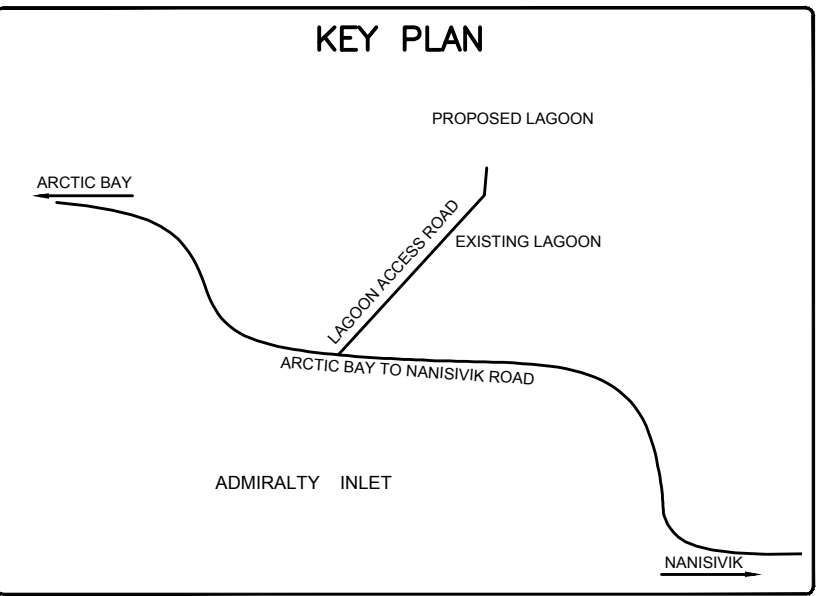 KEY PLAN
PROPOSED LAGOON
ARCTIC BAY
LAGOON ACCESS ROAD
EXISTING LAGOON
ARCTIC BAY TO NANISIVIK ROAD
ADMIRALTY INLET
NANISIVIK